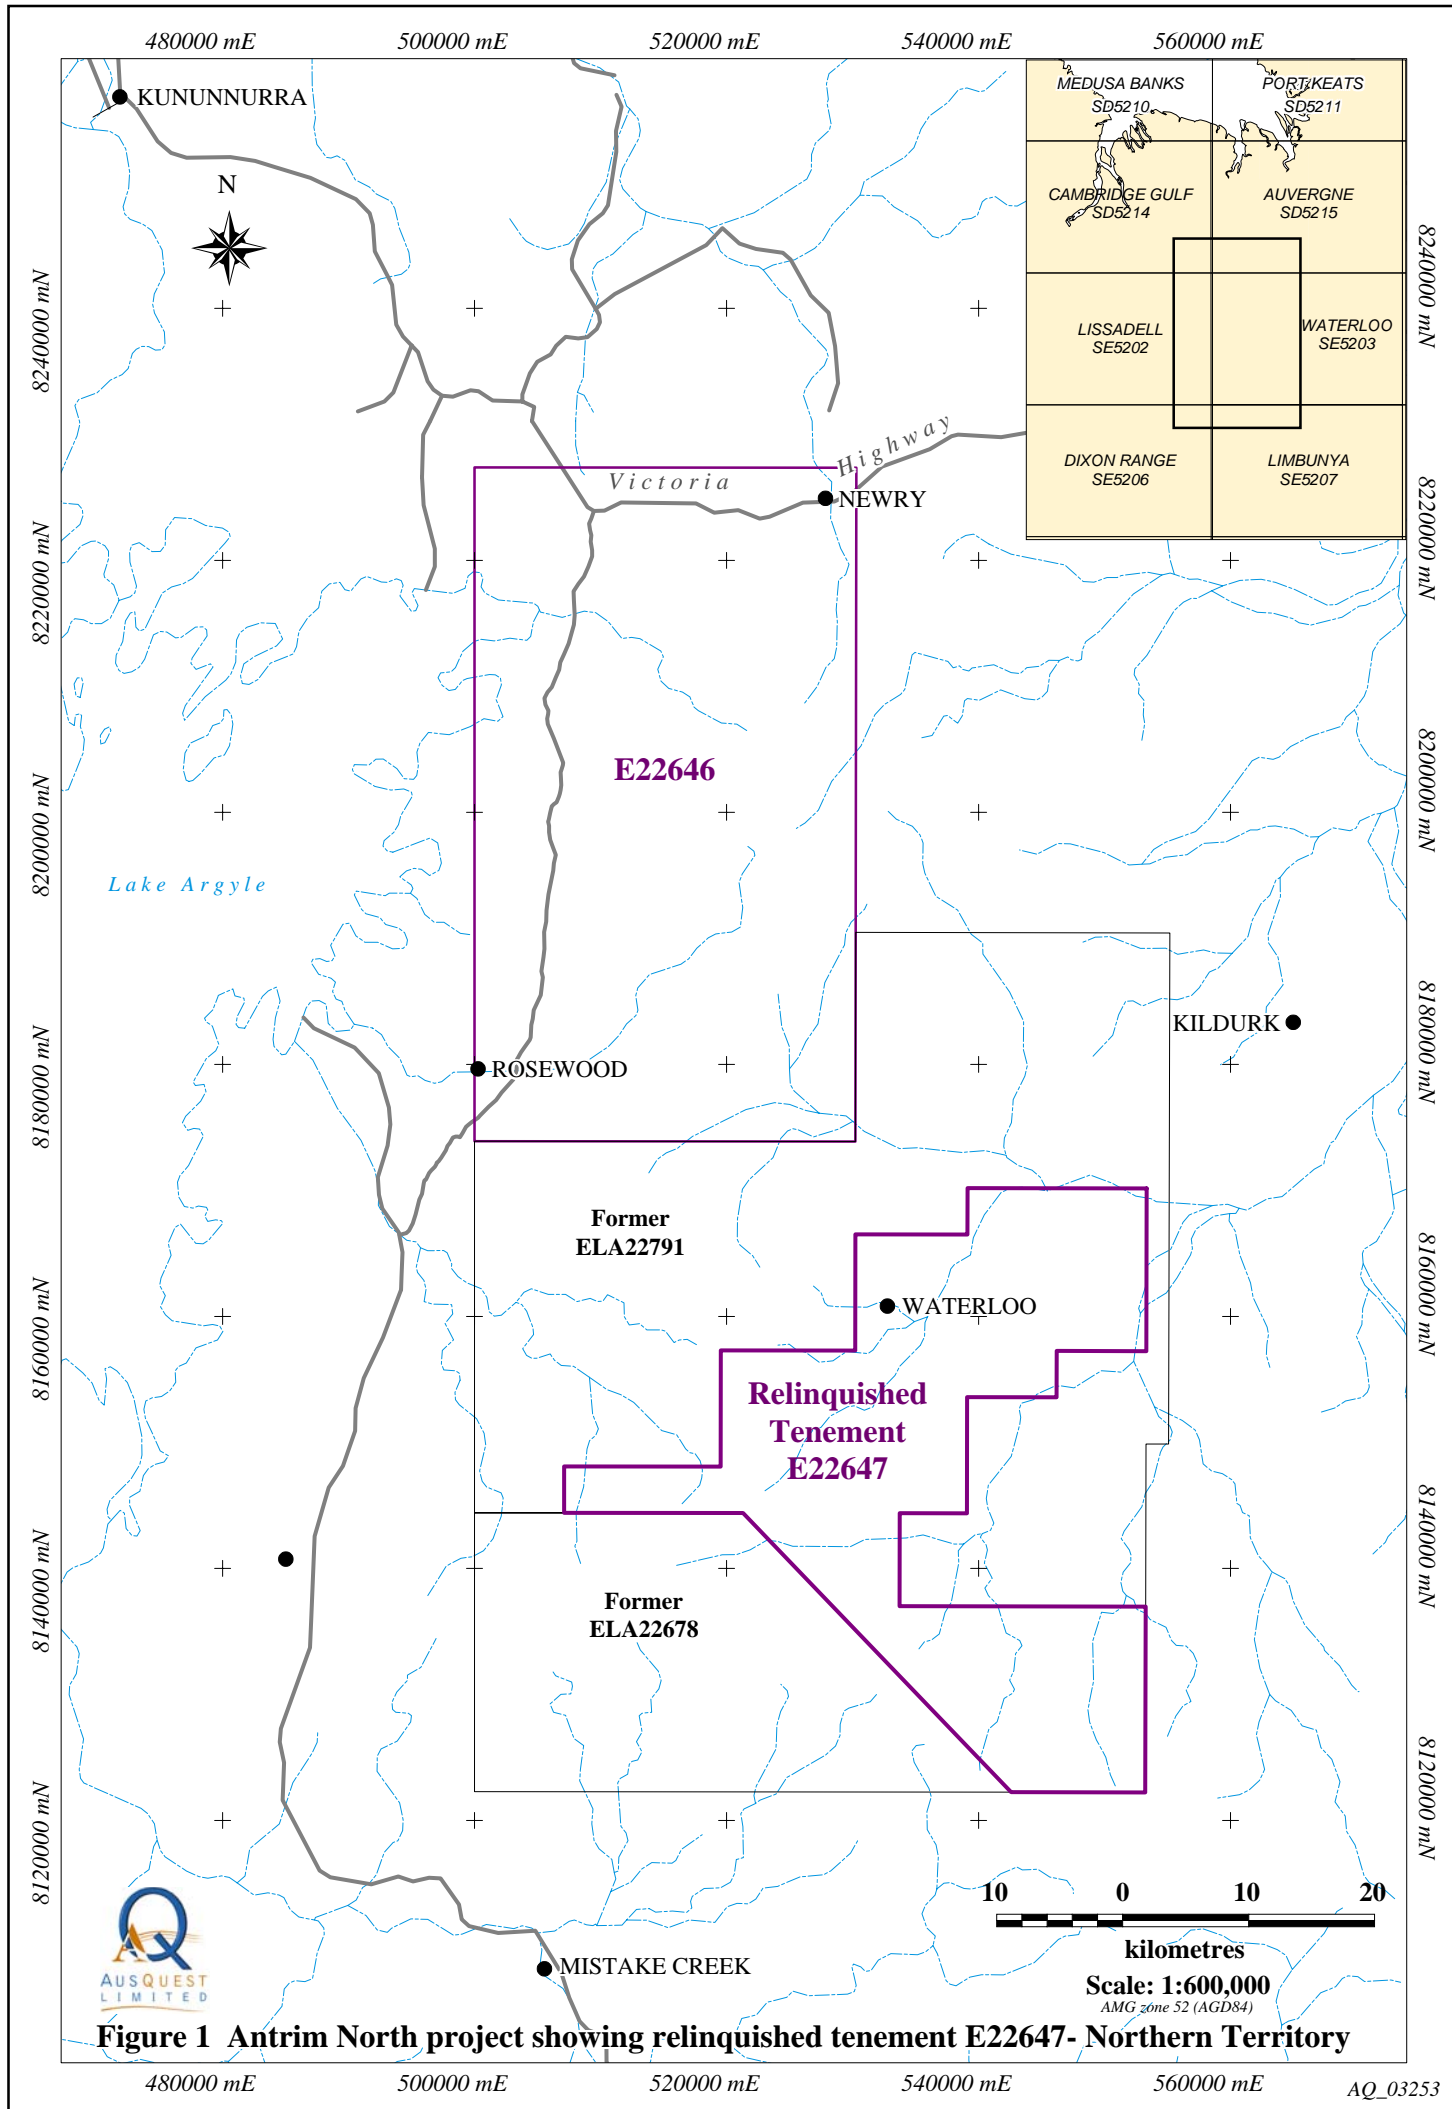 480000 mE 500000 mE 520000 mE 540000 mE 560000 mE
KUNUNNURRA
N
MEDUSA BANKS
SD5210
PORT KEATS
SD5211
CAMBRIDGE GULF
SD5214
AUVERGNE
SD5215
LISSADELL
SE5202
WATERLOO
SE5203
DIXON RANGE
SE5206
LIMBUNYA
SE5207
8240000 mN
8240000 mN
Victoria Highway
NEWRY
8220000 mN
8220000 mN
E22646
8200000 mN
8200000 mN
Lake Argyle
KILDURK
ROSEWOOD
8180000 mN
8180000 mN
Former
ELA22791
WATERLOO
8160000 mN
8160000 mN
Relinquished
Tenement
E22647
8140000 mN
8140000 mN
Former
ELA22678
8120000 mN
8120000 mN
10 0 10 20
kilometres
Scale: 1:600,000
AMG zone 52 (AGD84)
AQ
AUSQUEST
LIMITED
MISTAKE CREEK
Figure 1 Antrim North project showing relinquished tenement E22647- Northern Territory
480000 mE 500000 mE 520000 mE 540000 mE 560000 mE
AQ_03253